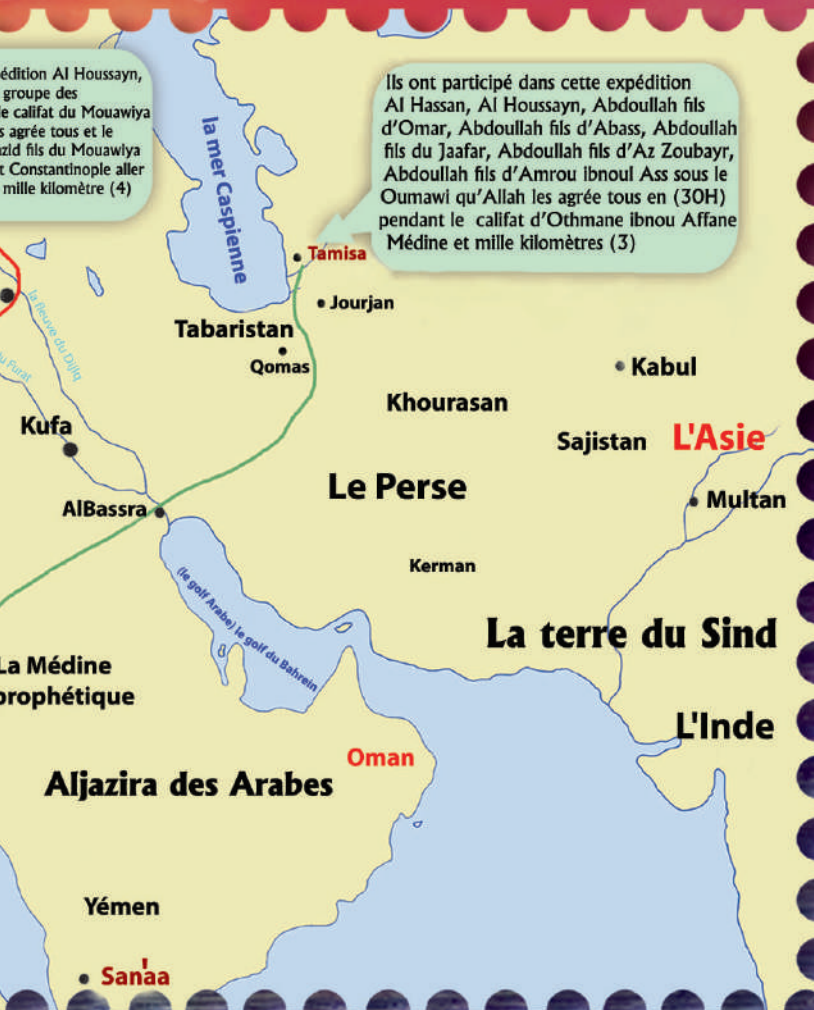 édition Al Houssayn,
groupe des
le califat du Mouawiya
s agrée tous et le
zid fils du Mouawiya
t Constantinople aller
mille kilomètre (4)
Ils ont participé dans cette expédition
Al Hassan, Al Houssayn, Abdoullah fils
d'Omar, Abdoullah fils d'Abass, Abdoullah
fils du Jaafar, Abdoullah fils d'Az Zoubayr,
Abdoullah fils d'Amrou ibnoul Ass sous le
Oumawi qu'Allah les agrée tous en (30H)
pendant le califat d'Othmane ibnou Affane
Médine et mille kilomètres (3)
la mer Caspienne
Tamisa
Jourjan
Tabaristan
Qomas
la fleuve du Dijlq
u Furat
Kabul
Khourasan
Kufa
Sajistan
L'Asie
Le Perse
Multan
AlBassra
Kerman
(le golf Arabe) le golf du Bahrein
La terre du Sind
La Médine
prophétique
L'Inde
Oman
Aljazira des Arabes
Yémen
San'aa